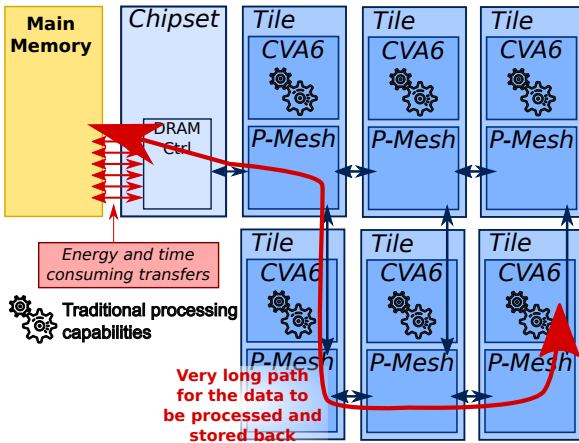 Main
Memory
Chipset
DRAM
Ctrl
Tile
CVA6
P-Mesh
Tile
CVA6
P-Mesh
Tile
CVA6
P-Mesh
Energy and time
consuming transfers
Traditional processing
capabilities
Tile
CVA6
P-Mesh
Tile
CVA6
P-Mesh
Tile
CVA6
P-Mesh
Very long path
for the data to
be processed and
stored back